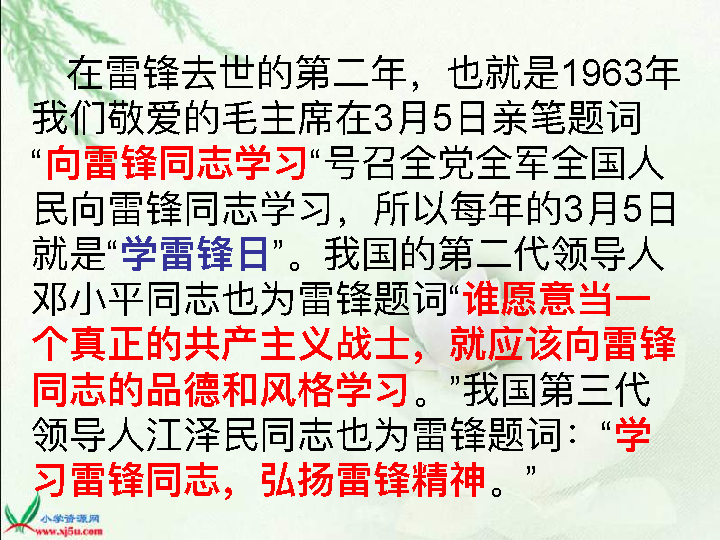 在雷锋去世的第二年，也就是1963年
我们敬爱的毛主席在3月5日亲笔题词
“向雷锋同志学习“号召全党全军全国人
民向雷锋同志学习，所以每年的3月5日
就是“学雷锋日”。我国的第二代领导人
邓小平同志也为雷锋题词“谁愿意当一
个真正的共产主义战士，就应该向雷锋
同志的品德和风格学习。”我国第三代
领导人江泽民同志也为雷锋题词：“学
习雷锋同志，弘扬雷锋精神。”
小学资源网
www.xj5u.com